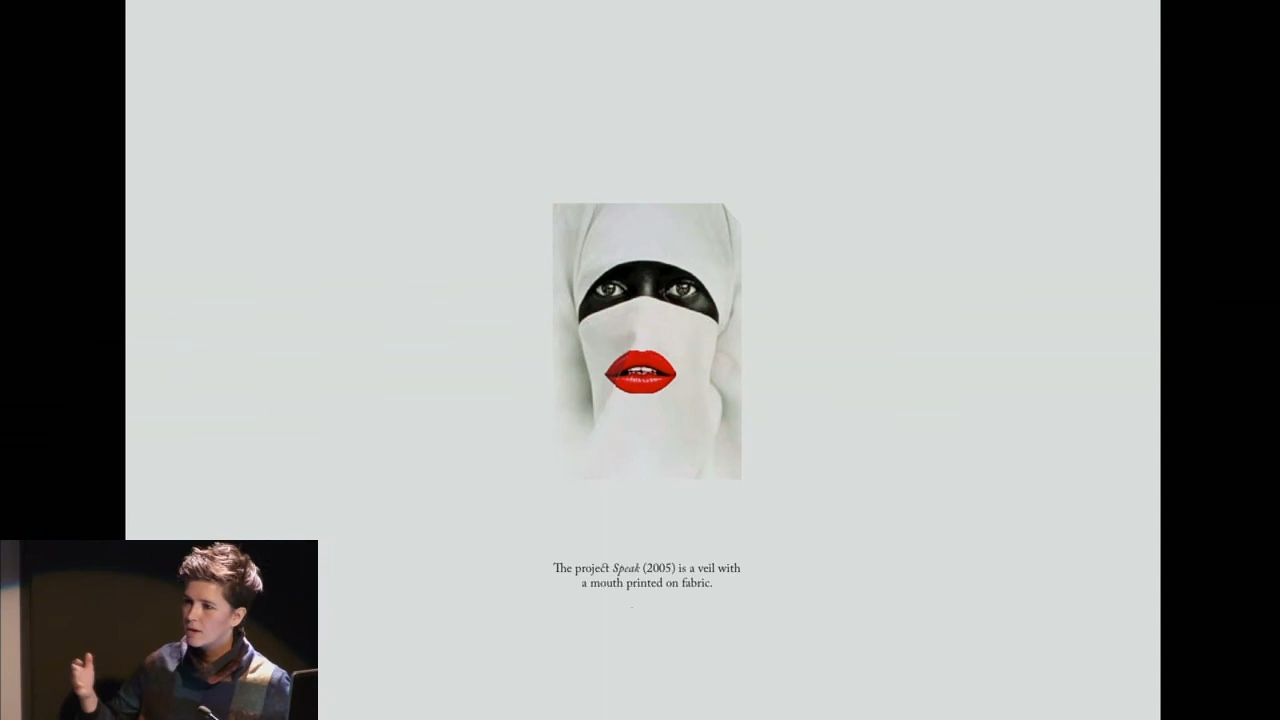 The project Speak (2005) is a veil with
a mouth printed on fabric.